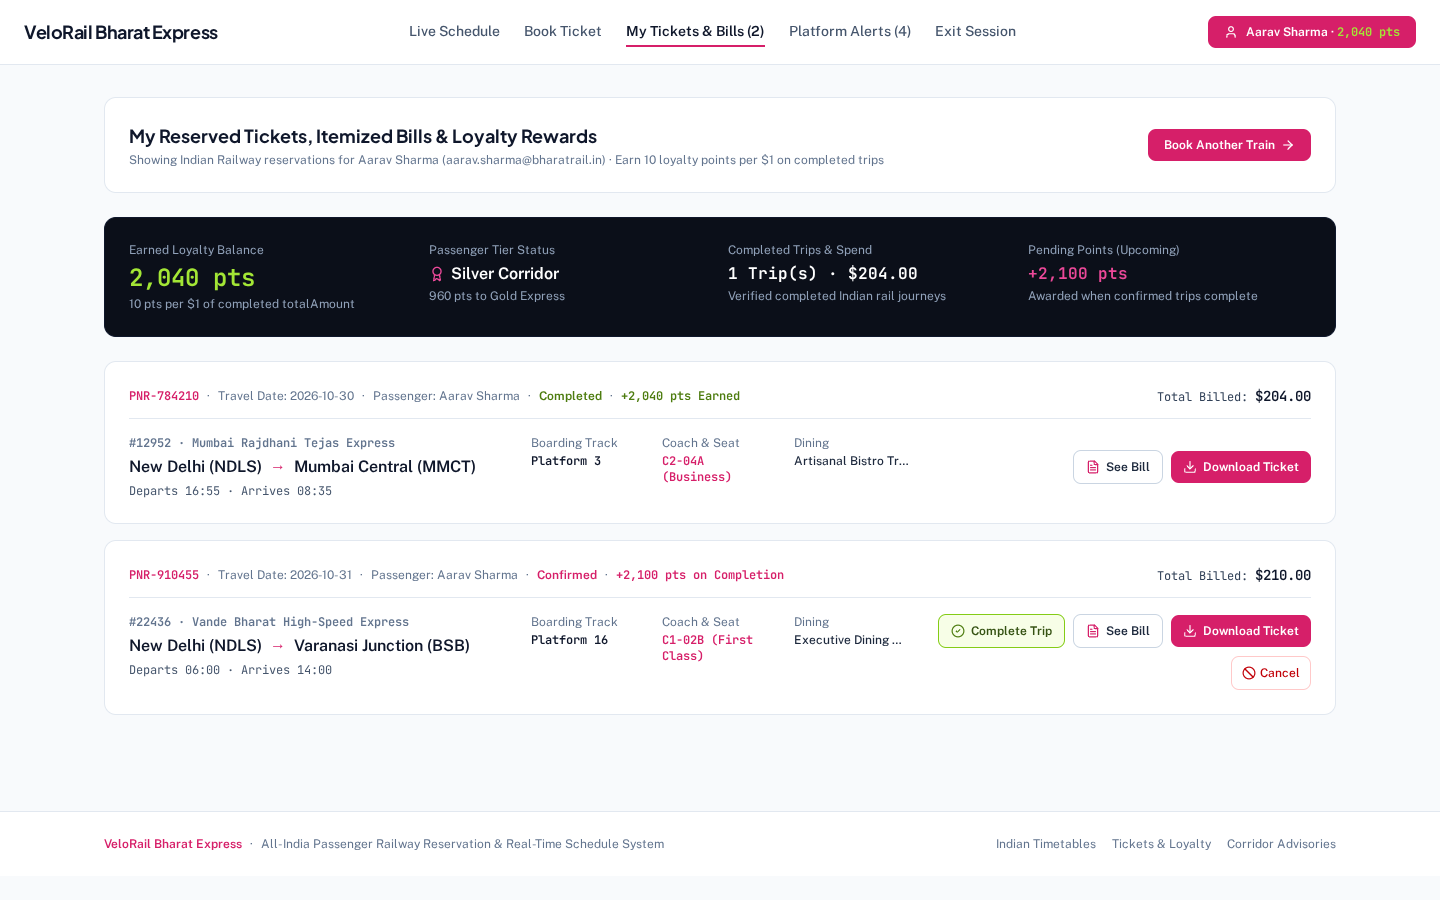 VeloRail Bharat Express
Live Schedule
Book Ticket
My Tickets & Bills (2)
Platform Alerts (4)
Exit Session
Aarav Sharma · 2,040 pts
My Reserved Tickets, Itemized Bills & Loyalty Rewards
Showing Indian Railway reservations for Aarav Sharma (aarav.sharma@bharatrail.in) · Earn 10 loyalty points per $1 on completed trips
Book Another Train →
Earned Loyalty Balance
2,040 pts
10 pts per $1 of completed totalAmount
Passenger Tier Status
Silver Corridor
960 pts to Gold Express
Completed Trips & Spend
1 Trip(s) · $204.00
Verified completed Indian rail journeys
Pending Points (Upcoming)
+2,100 pts
Awarded when confirmed trips complete
PNR-784210 · Travel Date: 2026-10-30 · Passenger: Aarav Sharma · Completed · +2,040 pts Earned
Total Billed: $204.00
#12952 · Mumbai Rajdhani Tejas Express
New Delhi (NDLS) → Mumbai Central (MMCT)
Departs 16:55 · Arrives 08:35
Boarding Track
Platform 3
Coach & Seat
C2-04A
(Business)
Dining
Artisanal Bistro Tr...
See Bill
Download Ticket
PNR-910455 · Travel Date: 2026-10-31 · Passenger: Aarav Sharma · Confirmed · +2,100 pts on Completion
Total Billed: $210.00
#22436 · Vande Bharat High-Speed Express
New Delhi (NDLS) → Varanasi Junction (BSB)
Departs 06:00 · Arrives 14:00
Boarding Track
Platform 16
Coach & Seat
C1-02B (First
Class)
Dining
Executive Dining ...
Complete Trip
See Bill
Download Ticket
Cancel
VeloRail Bharat Express · All-India Passenger Railway Reservation & Real-Time Schedule System
Indian Timetables
Tickets & Loyalty
Corridor Advisories